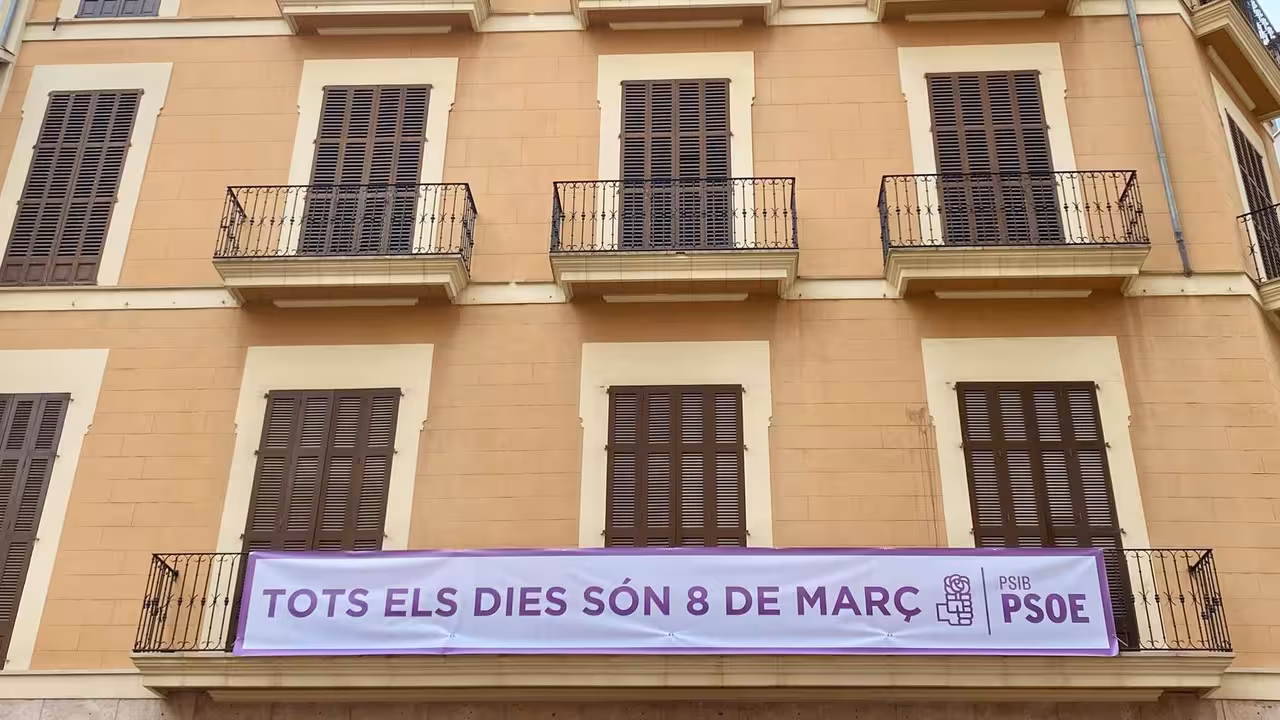 TOTS ELS DIES SÓN 8 DE MARÇ
PSIB
PSOE